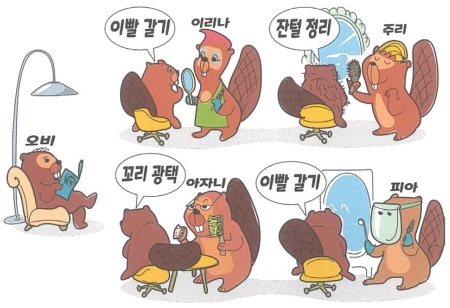 이빨 갈기
이리나
잔털 정리
주리
오비
꼬리 광택
아자니
이빨 갈기
피아